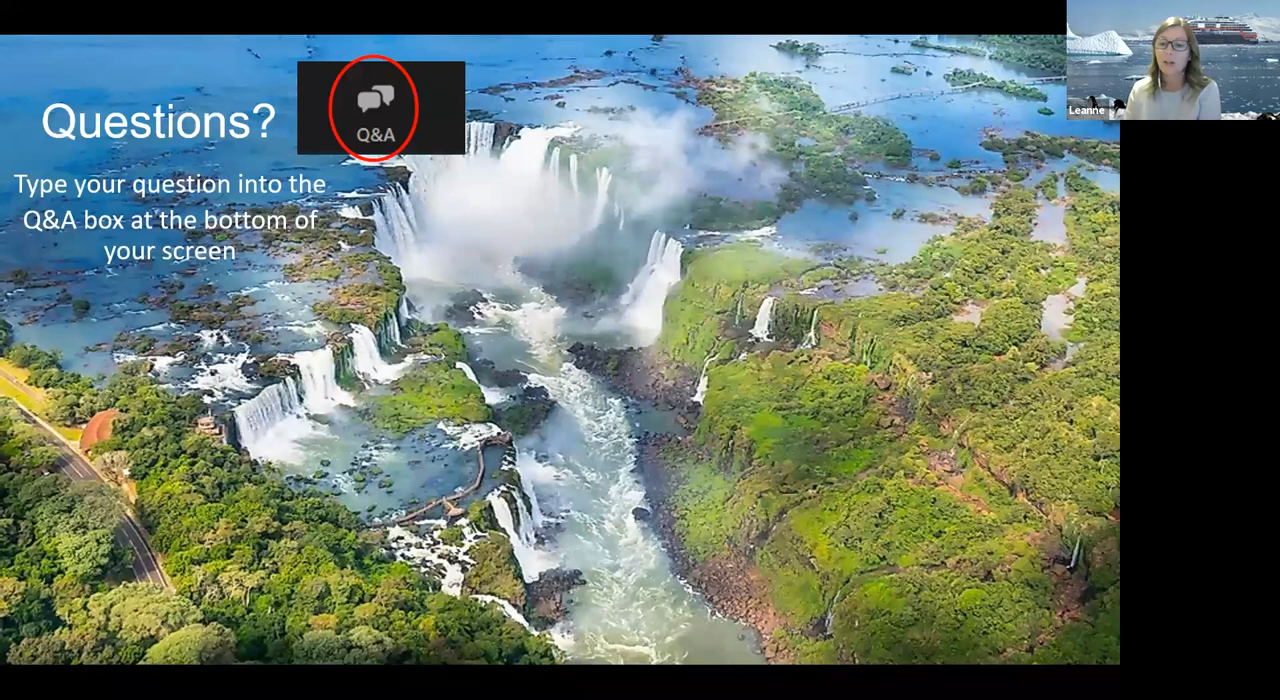 Questions?
Q&A
Type your question into the
Q&A box at the bottom of
your screen
Leanne